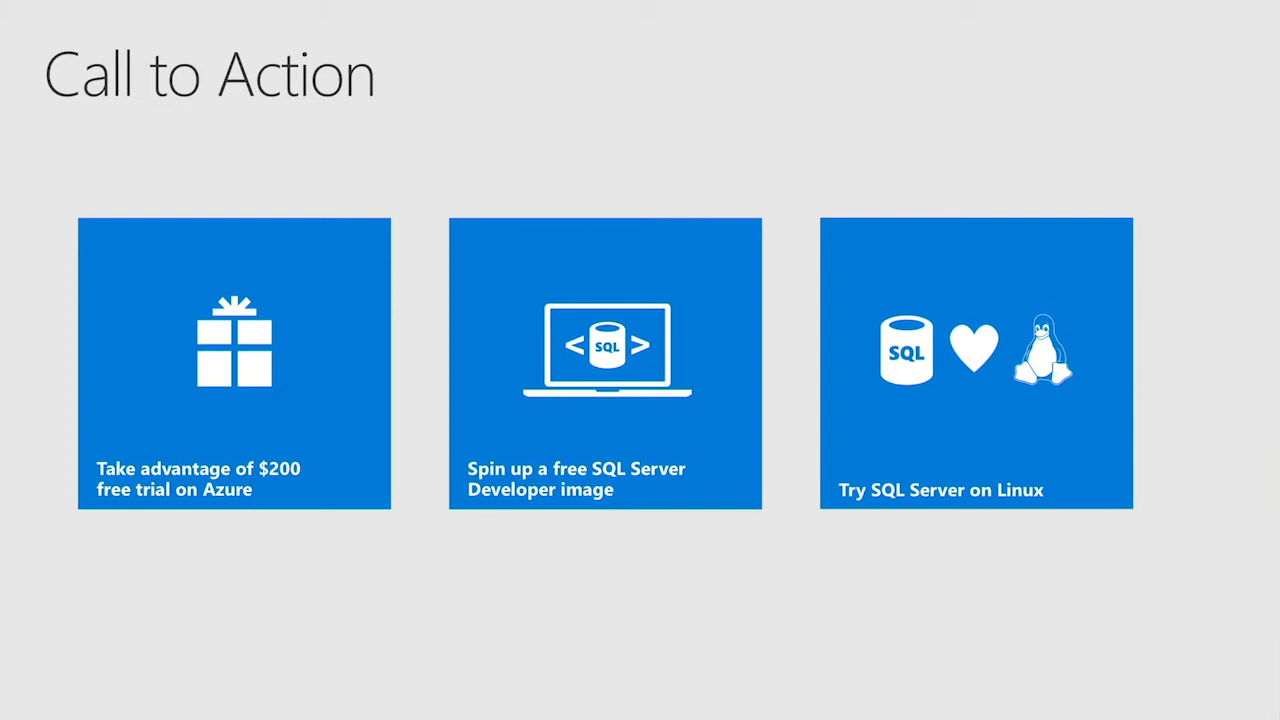 Call to Action
< SQL >
SQL
Take advantage of $200
free trial on Azure
Spin up a free SQL Server
Developer image
Try SQL Server on Linux